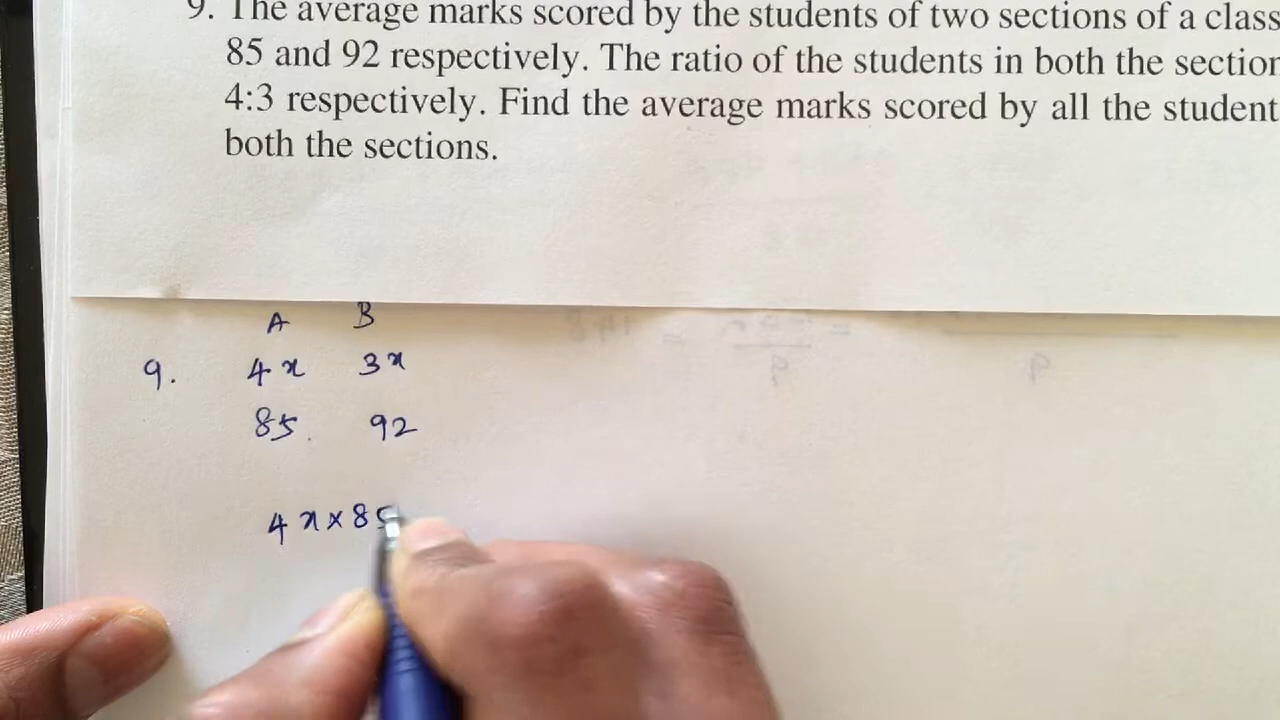 9. The average marks scored by the students of two sections of a class
85 and 92 respectively. The ratio of the students in both the section
4:3 respectively. Find the average marks scored by all the student
both the sections.
A B
9. 4x 3x
85. 92
4x×85